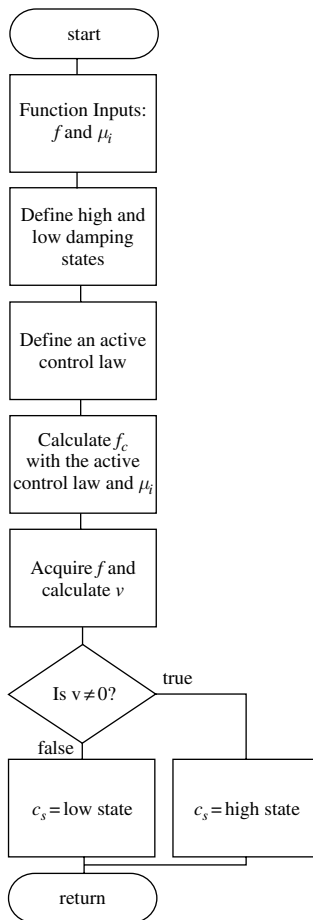 start
Function Inputs:
f and μi
Define high and
low damping
states
Define an active
control law
Calculate fc
with the active
control law and μi
Acquire f and
calculate v
Is v≠0?
true
false
cs=low state
cs=high state
return